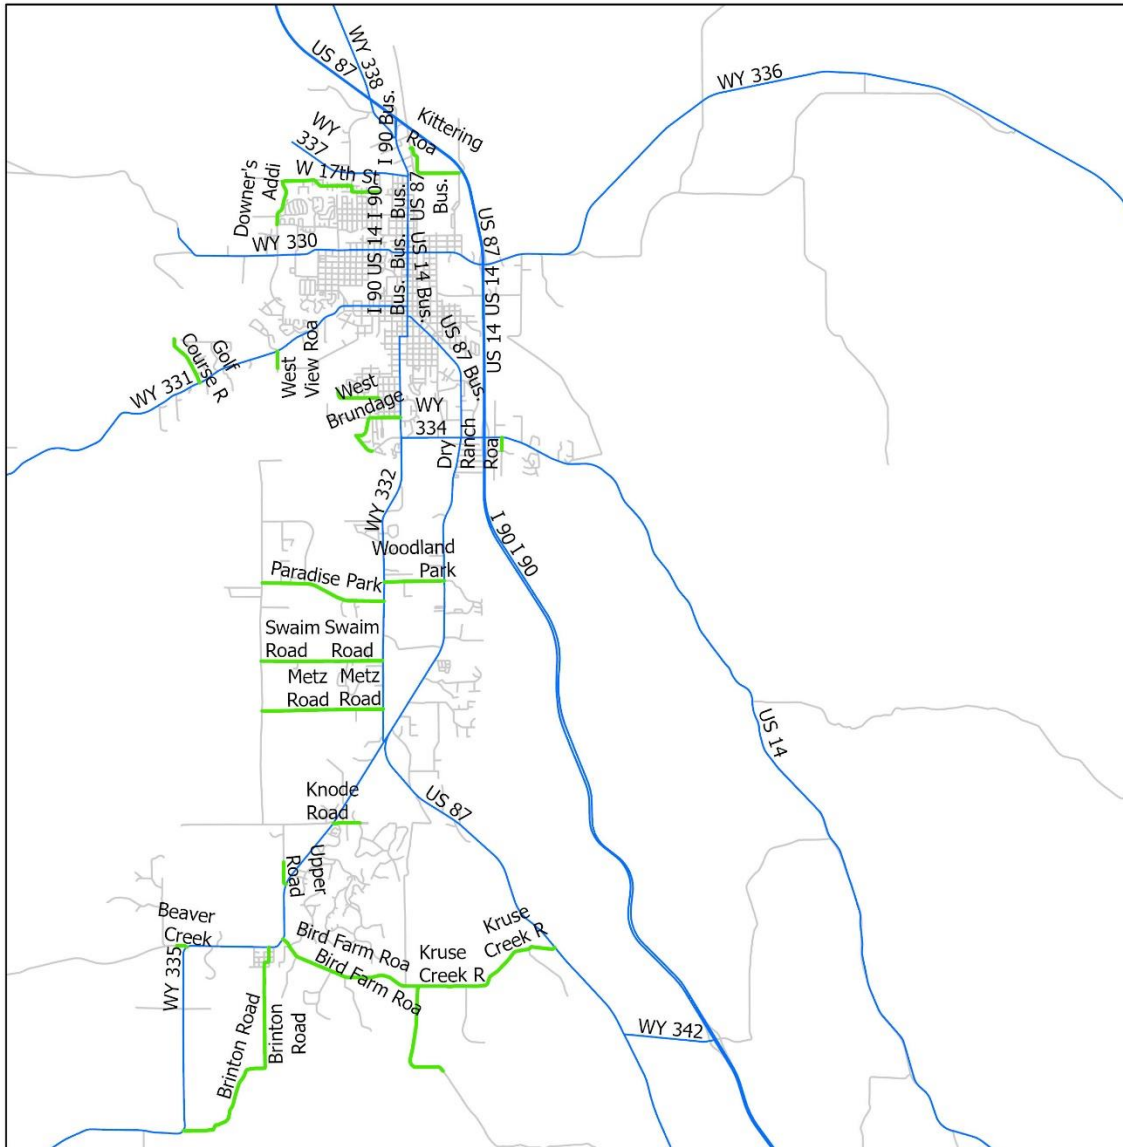 US 87
WY 338
WY 336
I 90 Bus.
Kittering
Roa
WY
337
W 17th St
Downer's
Addi
US 87
Bus.
I 90
Bus.
US 14
Bus.
I 90
Bus.
US 14 Bus.
WY 330
US 87
US 14
US 14
US 87 Bus.
Golf
Course R
WY 331
West
View Roa
West
Brundage
WY
334
Dry
Ranch
Roa
WY 332
I 90
I 90
Woodland
Park
Paradise Park
Swaim
Road
Swaim
Road
Metz
Road
Metz
Road
US 14
Knode
Road
US 87
Upper
Road
Beaver
Creek
Bird Farm Roa
Bird Farm Roa
Kruse
Creek R
Kruse
Creek R
WY 335
Brinton Road
Brinton
Road
WY 342